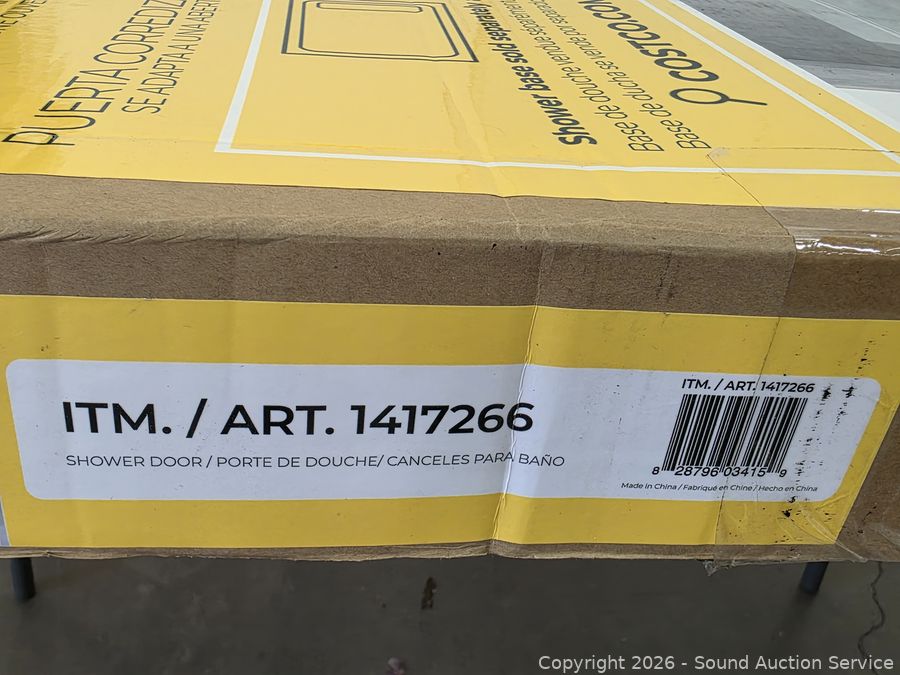 PUERTA CORREDIZ
SE ADAPTA A UNA ABERT
Shower base sold separately
Base de douche vendue séparément
Base de ducha se vende por
COSTCO.COM
ITM. / ART. 1417266
SHOWER DOOR / PORTE DE DOUCHE/ CANCELES PARA BAÑO
ITM. / ART. 1417266
8 28796 03415 9
Made in China / Fabriqué en Chine / Hecho en China
Copyright © 2026 - Sound Auction Service